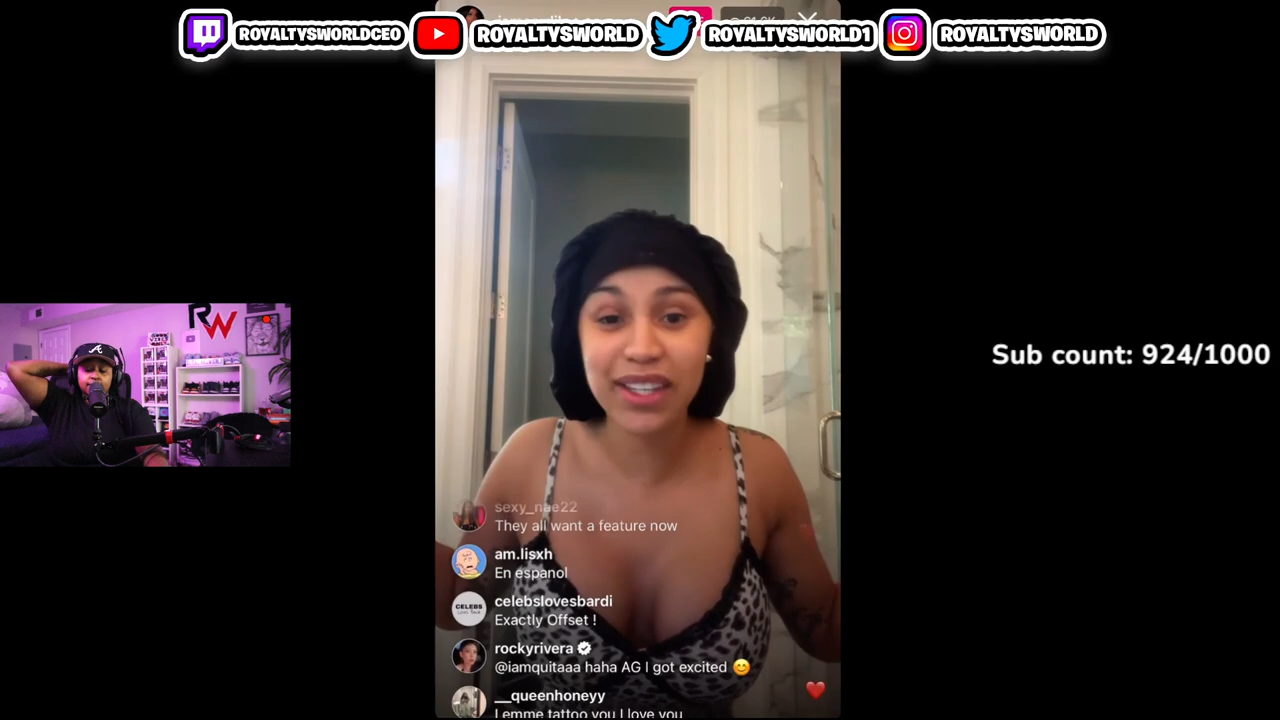 ROYALTYSWORLDCEO
ROYALTYSWORLD
ROYALTYSWORLD1
ROYALTYSWORLD
RW
Sub count: 924/1000
sexy_nae22
They all want a feature now
am.lisxh
En espanol
CELEBS
celebslovesbardi
Exactly Offset !
rockyrivera
@iamquitaaa haha AG I got excited 😊
__queenhoneyy
Lemme tattoo you I love you